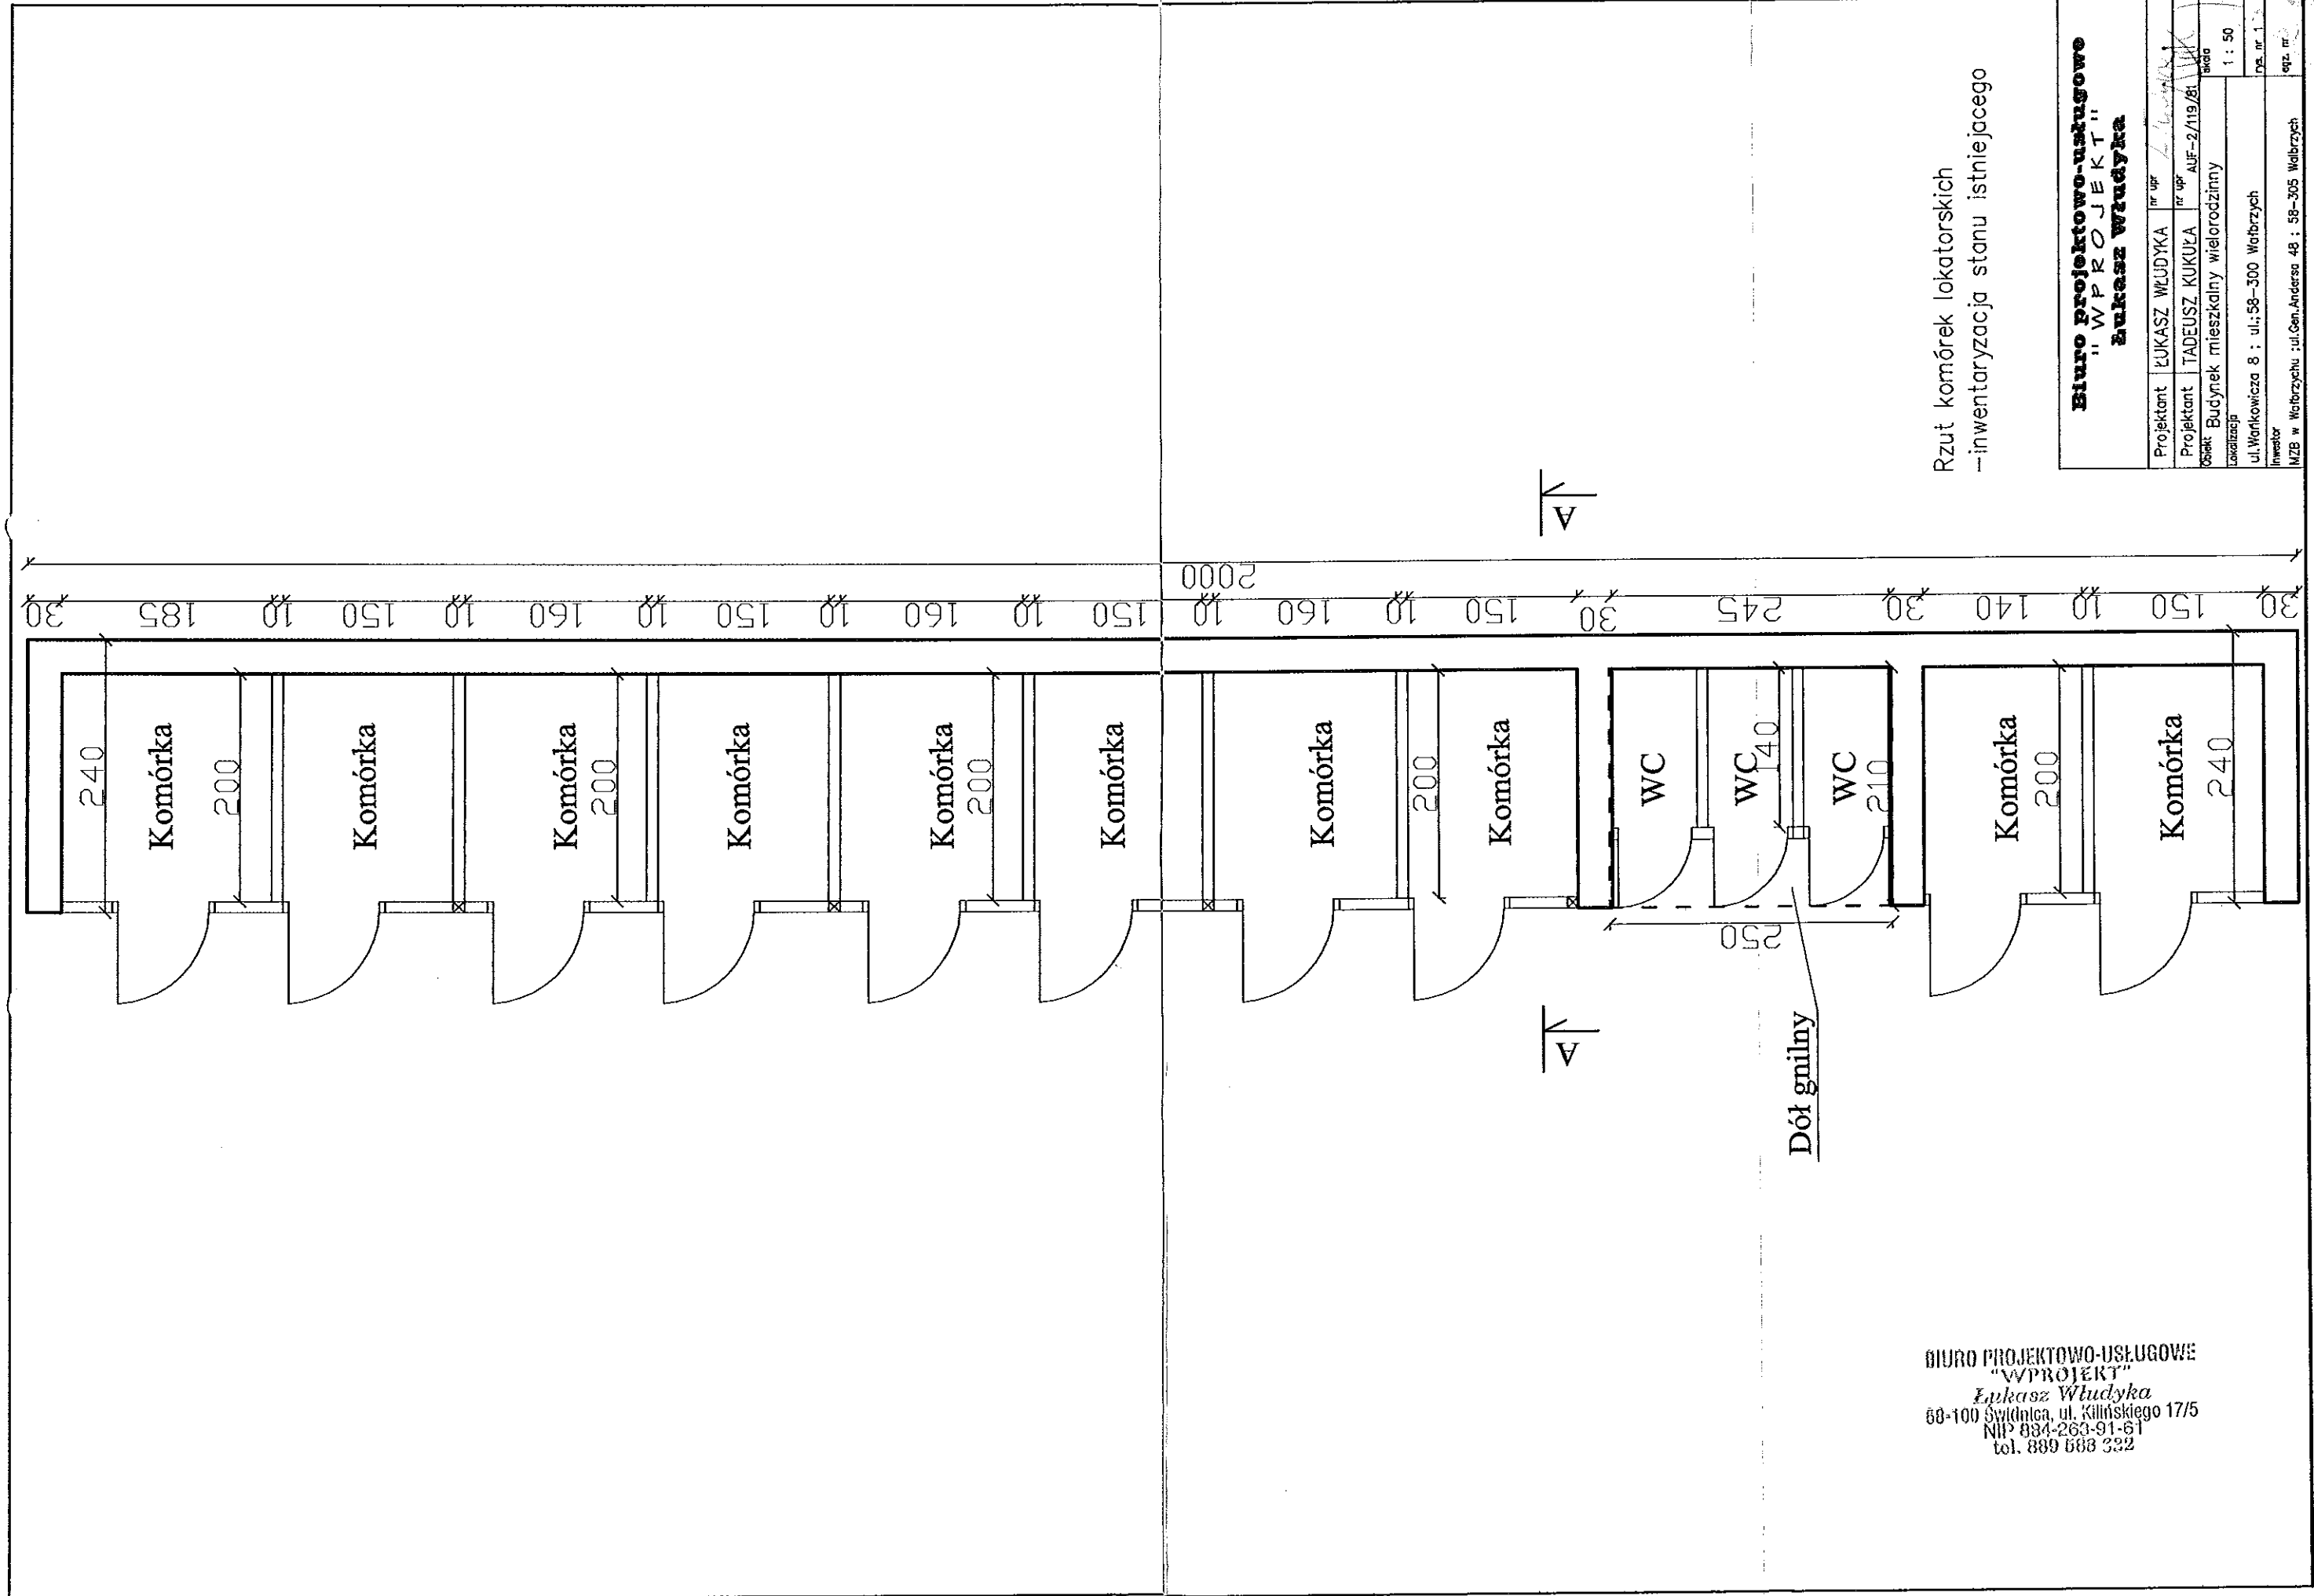 30
185
10
150
10
160
10
150
10
160
10
150
10
160
10
150
30
245
30
140
10
150
30
2000
240
Komórka
200
Komórka
Komórka
200
Komórka
Komórka
200
Komórka
Komórka
200
Komórka
WC
WC
140
WC
210
250
Komórka
200
Komórka
240
A
A
Dół gnilny
Rzut komórek lokatorskich
-inwentaryzacja stanu istniejacego
Biuro projektowo-usługowe
"WPROJEKT"
Łukasz Włudyka
Projektant ŁUKASZ WŁUDYKA nr upr
Projektant TADEUSZ KUKUŁA nr upr AUF-2/119/81
Obiekt Budynek mieszkalny wielorodzinny
skala 1 : 50
Lokalizacja
ul.Wańkowicza 8 ; ul.;58-300 Wałbrzych
rys. nr 1
Inwestor
MZB w Wałbrzychu ;ul.Gen.Andersa 48 ; 58-305 Wałbrzych
egz. nr
BIURO PROJEKTOWO-USŁUGOWE
"WPROJEKT"
Łukasz Włudyka
58-100 Świdnica, ul. Kilińskiego 17/5
NIP 884-263-91-61
tel. 889 588 332